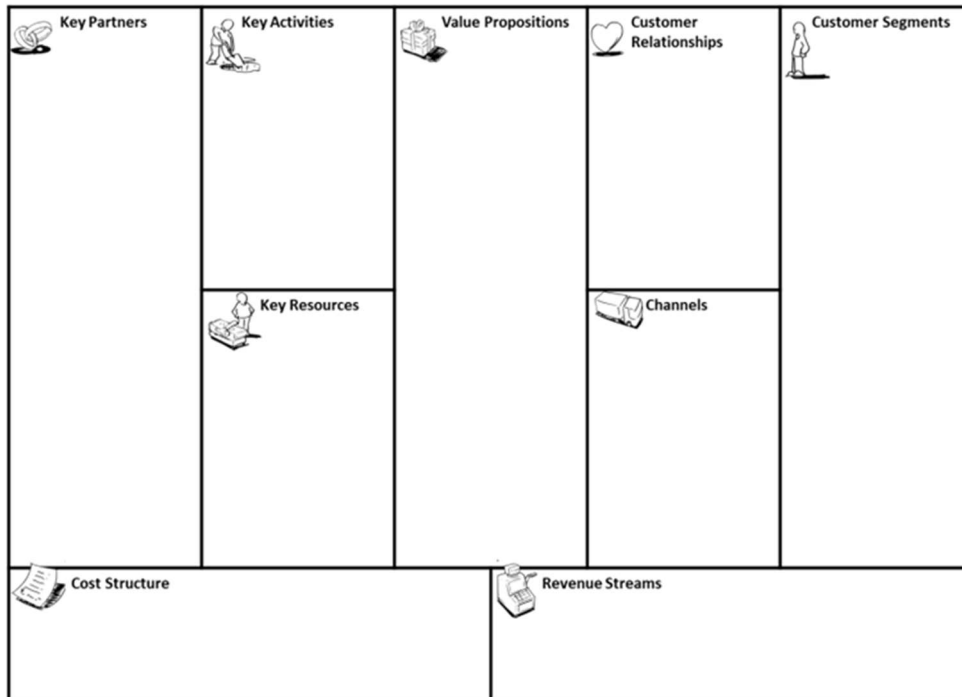 Key Partners
Key Activities
Value Propositions
Customer
Relationships
Customer Segments
Key Resources
Channels
Cost Structure
Revenue Streams